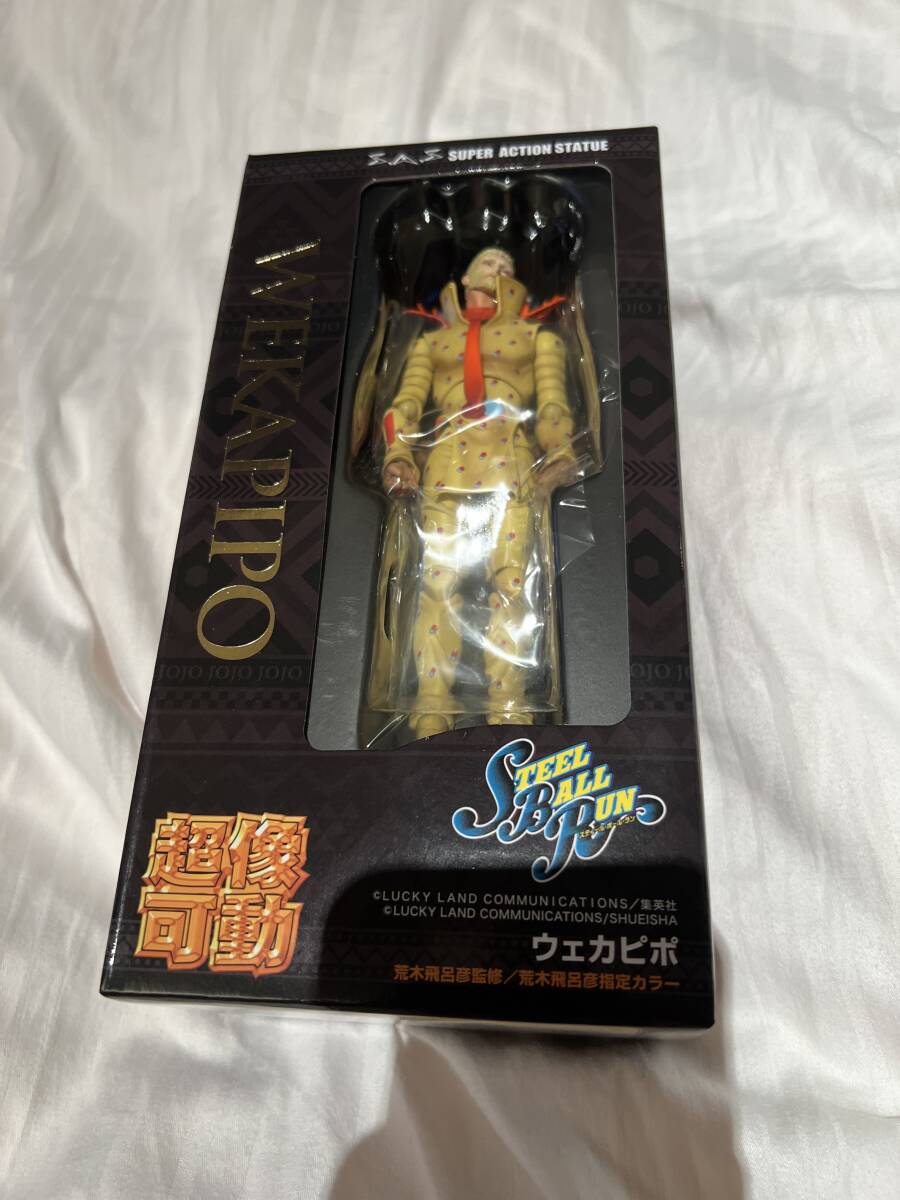 S.A.S SUPER ACTION STATUE
WEKAPIPO
JOJO
JOJO JOJO JOJO
JOJO
STEEL
BALL
RUN
スティール・ボール・ラン
超像
可動
©LUCKY LAND COMMUNICATIONS/集英社
©LUCKY LAND COMMUNICATIONS/SHUEISHA
ウェカピポ
荒木飛呂彦監修/荒木飛呂彦指定カラー